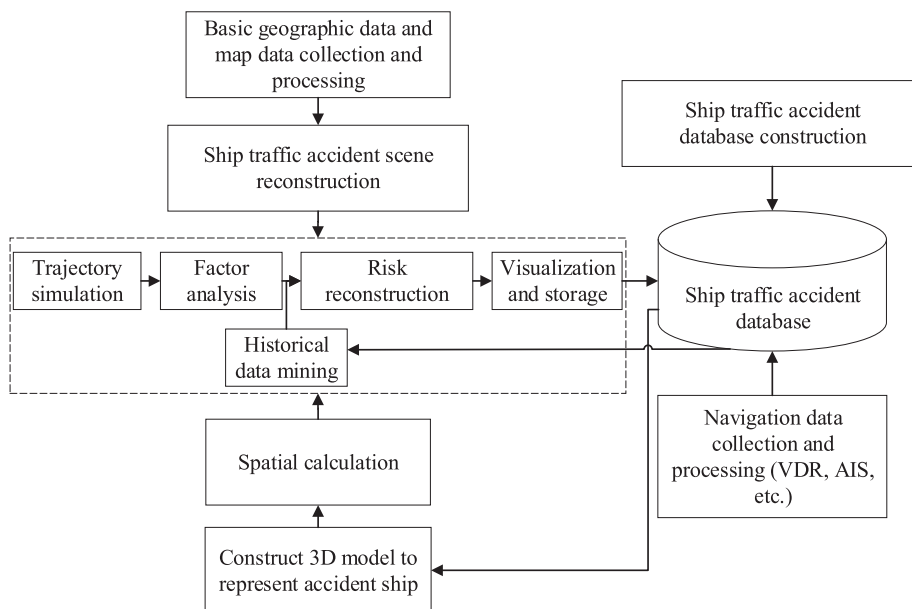 Basic geographic data and
map data collection and
processing
Ship traffic accident
database construction
Ship traffic accident scene
reconstruction
Trajectory
simulation
Factor
analysis
Risk
reconstruction
Visualization
and storage
Ship traffic accident
database
Historical
data mining
Navigation data
collection and
processing (VDR, AIS,
etc.)
Spatial calculation
Construct 3D model to
represent accident ship